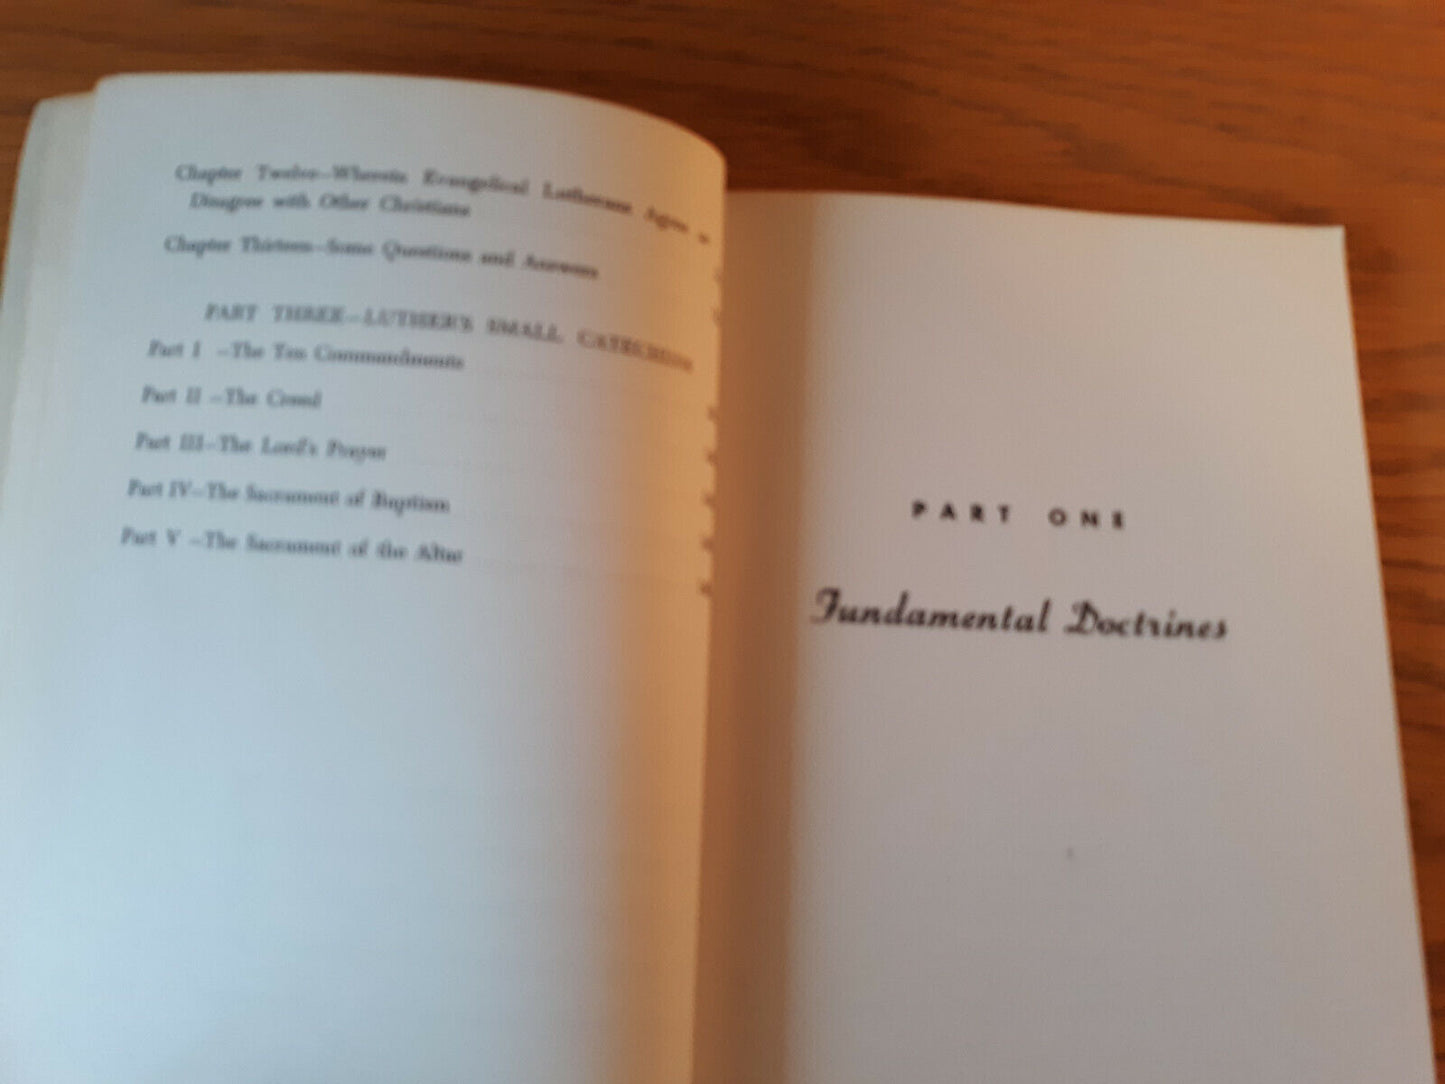 Chapter Twelve—Wherein Evangelical Lutherans Agree
Disagree with Other Christians
Chapter Thirteen—Some Questions and Answers
PART THREE—LUTHER'S SMALL CATECHISM
Part I —The Ten Commandments
Part II —The Creed
Part III—The Lord's Prayer
Part IV—The Sacrament of Baptism
Part V —The Sacrament of the Altar
PART ONE
Fundamental Doctrines